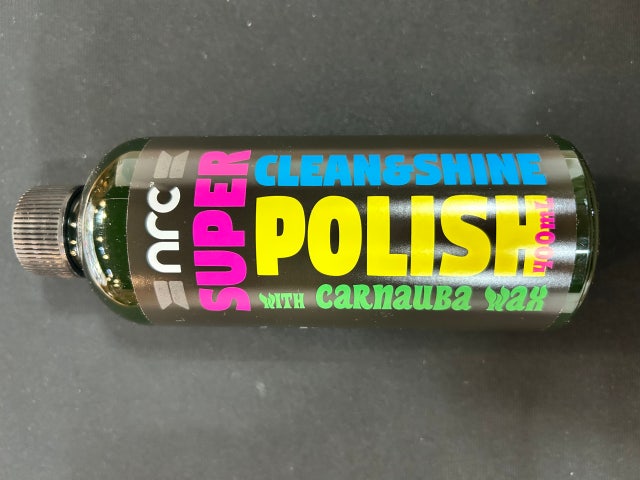 nrc
SUPER
CLEAN&SHINE
POLISH
400mL
WITH CARNAUBA WAX